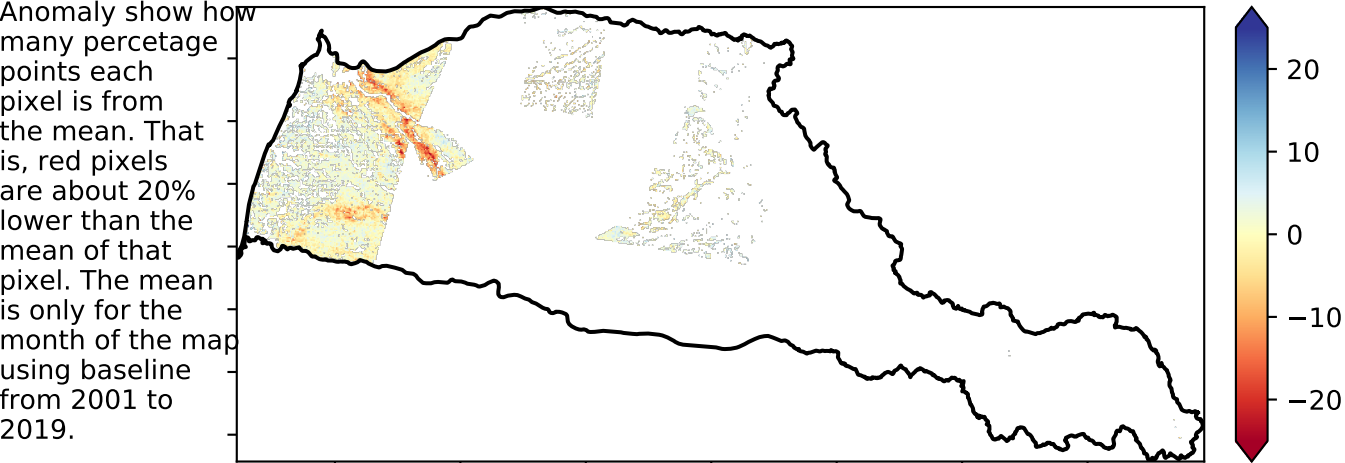 Anomaly show how
many percetage
points each
pixel is from
the mean. That
is, red pixels
are about 20%
lower than the
mean of that
pixel. The mean
is only for the
month of the map
using baseline
from 2001 to
2019.
20
10
0
−10
−20